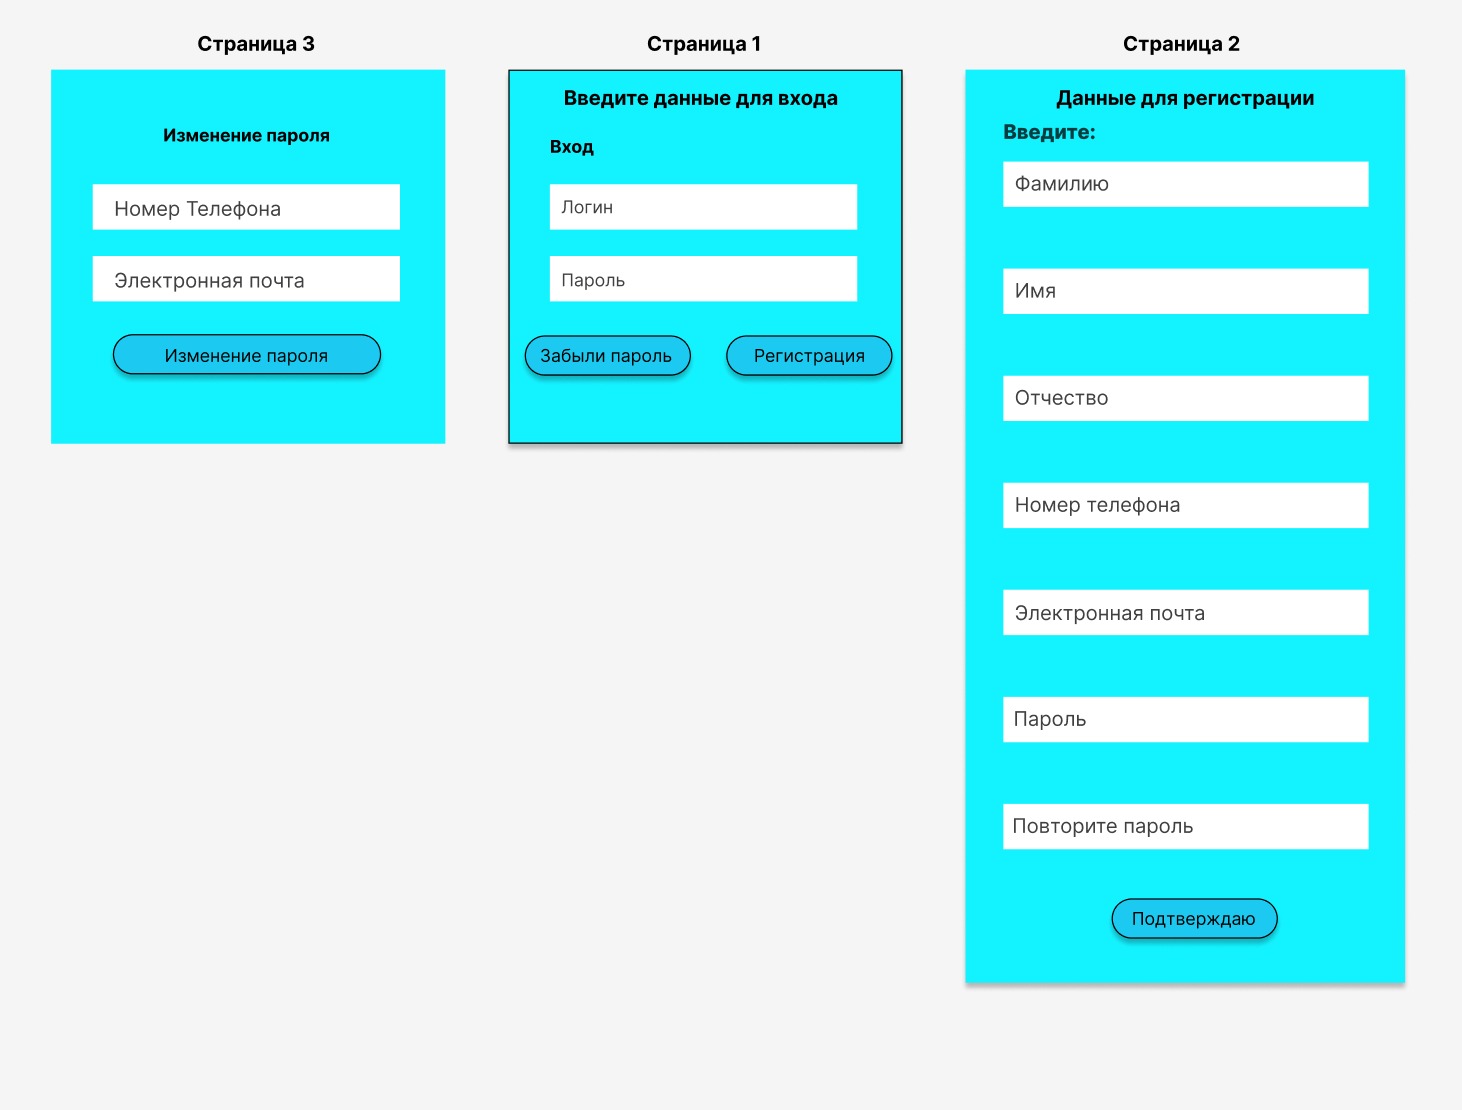 Страница 3
Изменение пароля
Номер Телефона
Электронная почта
Изменение пароля
Страница 1
Введите данные для входа
Вход
Логин
Пароль
Забыли пароль
Регистрация
Страница 2
Данные для регистрации
Введите:
Фамилию
Имя
Отчество
Номер телефона
Электронная почта
Пароль
Повторите пароль
Подтверждаю